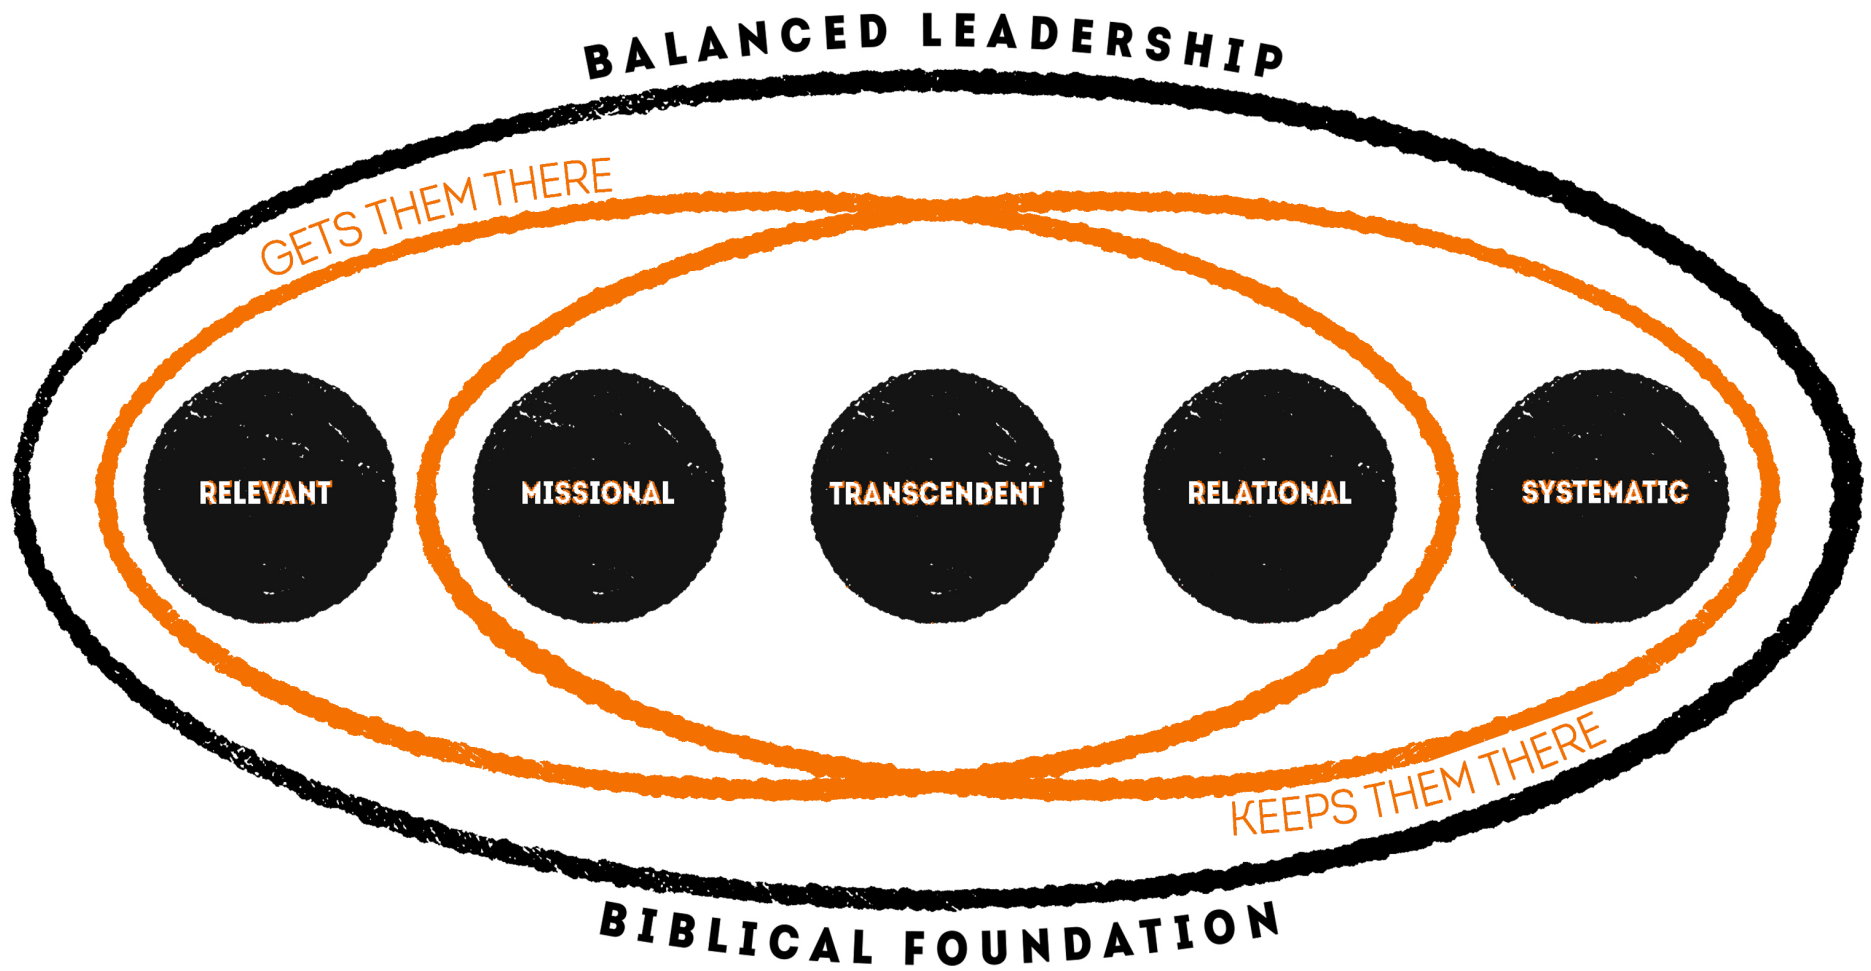 BALANCED LEADERSHIP
GETS THEM THERE
RELEVANT
MISSIONAL
TRANSCENDENT
RELATIONAL
SYSTEMATIC
KEEPS THEM THERE
BIBLICAL FOUNDATION